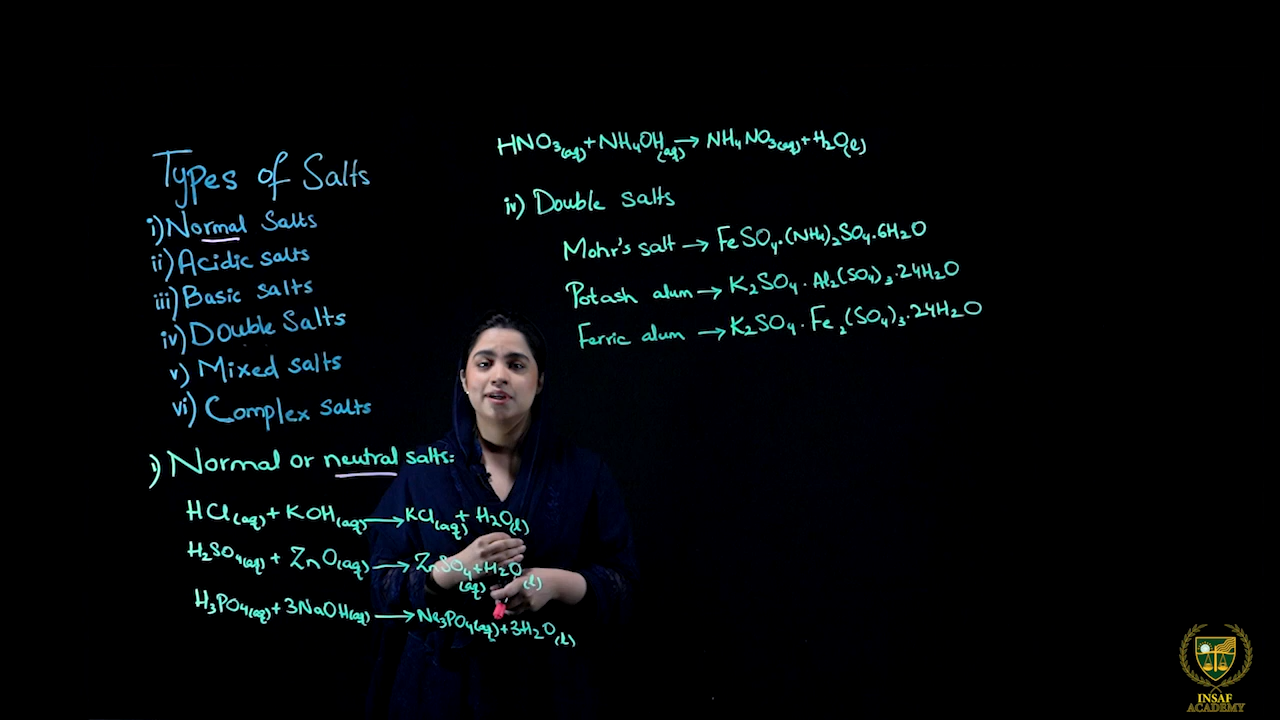 Types of Salts
i) Normal Salts
ii) Acidic salts
iii) Basic salts
iv) Double Salts
v) Mixed salts
vi) Complex salts
i) Normal or neutral salts:
HCl(aq) + KOH(aq) → KCl(aq) + H2O(l)
H2SO4(aq) + ZnO(aq) → ZnSO4(aq) + H2O(l)
H3PO4(aq) + 3NaOH(aq) → Na3PO4(aq) + 3H2O(l)
HNO3(aq) + NH4OH(aq) → NH4NO3(aq) + H2O(l)
iv) Double salts
Mohr's salt → FeSO4.(NH4)2SO4.6H2O
Potash alum → K2SO4.Al2(SO4)3.24H2O
Ferric alum → K2SO4.Fe2(SO4)3.24H2O
INSAF
ACADEMY